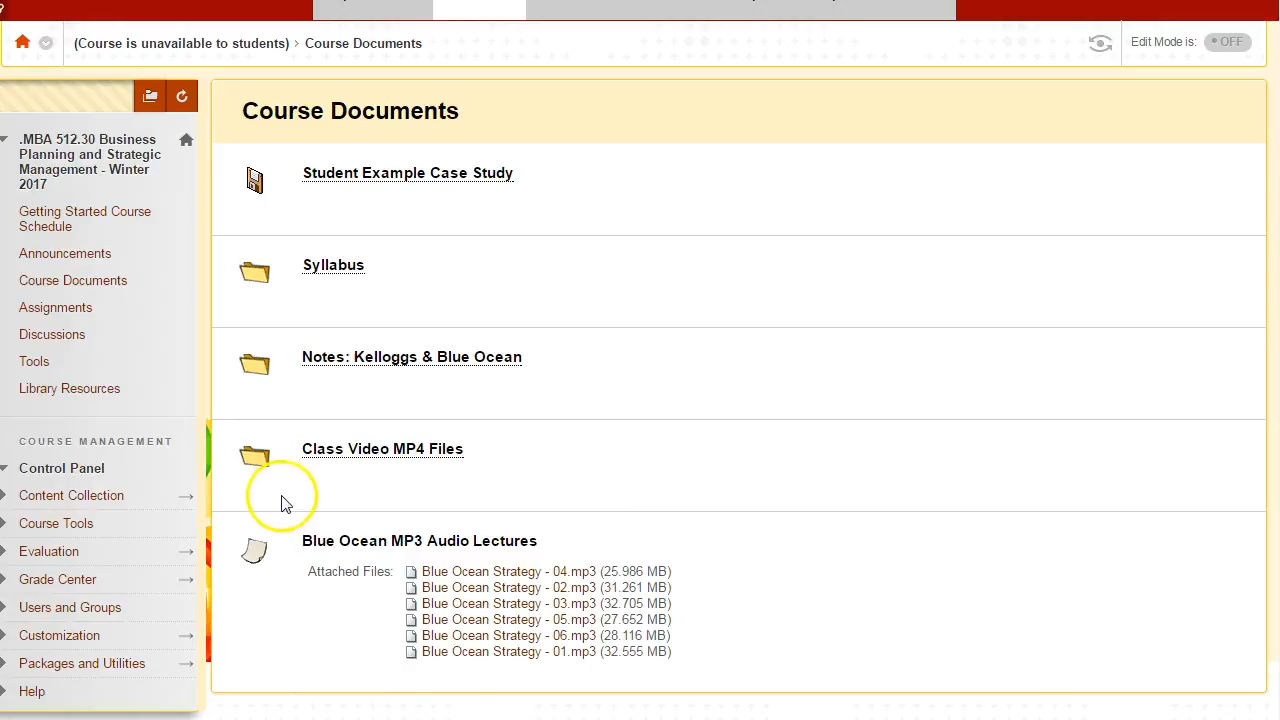 (Course is unavailable to students) > Course Documents
Edit Mode is: • OFF
.MBA 512.30 Business
Planning and Strategic
Management - Winter
2017
Getting Started Course
Schedule
Announcements
Course Documents
Assignments
Discussions
Tools
Library Resources
COURSE MANAGEMENT
Control Panel
Content Collection
Course Tools
Evaluation
Grade Center
Users and Groups
Customization
Packages and Utilities
Help
Course Documents
Student Example Case Study
Syllabus
Notes: Kelloggs & Blue Ocean
Class Video MP4 Files
Blue Ocean MP3 Audio Lectures
Attached Files: Blue Ocean Strategy - 04.mp3 (25.986 MB)
Blue Ocean Strategy - 02.mp3 (31.261 MB)
Blue Ocean Strategy - 03.mp3 (32.705 MB)
Blue Ocean Strategy - 05.mp3 (27.652 MB)
Blue Ocean Strategy - 06.mp3 (28.116 MB)
Blue Ocean Strategy - 01.mp3 (32.555 MB)